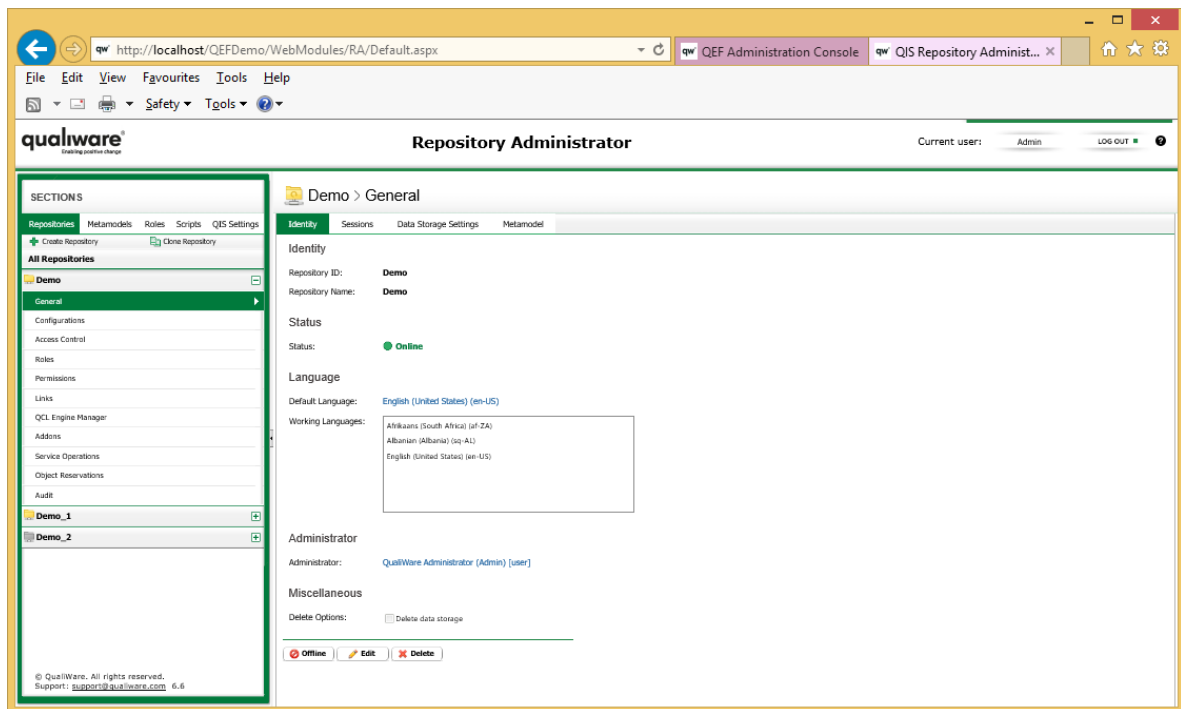 qw http://localhost/QEFDemo/WebModules/RA/Default.aspx
qw QEF Administration Console
qw QIS Repository Administ...
File Edit View Favourites Tools Help
Safety Tools
qualiware
Enabling positive change
Repository Administrator
Current user: Admin LOG OUT
SECTIONS
Repositories Metamodels Roles Scripts QIS Settings
Create Repository Clone Repository
All Repositories
Demo
General
Configurations
Access Control
Roles
Permissions
Links
QCL Engine Manager
Addons
Service Operations
Object Reservations
Audit
Demo_1
Demo_2
© QualiWare. All rights reserved.
Support: support@qualiware.com 6.6
Demo > General
Identity Sessions Data Storage Settings Metamodel
Identity
Repository ID: Demo
Repository Name: Demo
Status
Status: Online
Language
Default Language: English (United States) (en-US)
Working Languages:
Afrikaans (South Africa) (af-ZA)
Albanian (Albania) (sq-AL)
English (United States) (en-US)
Administrator
Administrator: QualiWare Administrator (Admin) [user]
Miscellaneous
Delete Options: Delete data storage
Offline Edit Delete